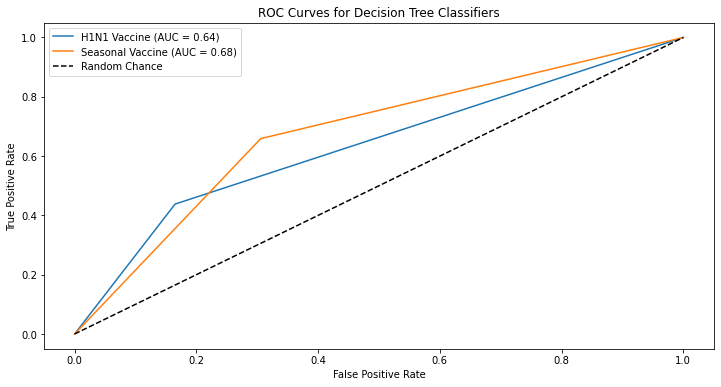 ROC Curves for Decision Tree Classifiers
H1N1 Vaccine (AUC = 0.64)
Seasonal Vaccine (AUC = 0.68)
Random Chance
True Positive Rate
1.0
0.8
0.6
0.4
0.2
0.0
0.0 0.2 0.4 0.6 0.8 1.0
False Positive Rate